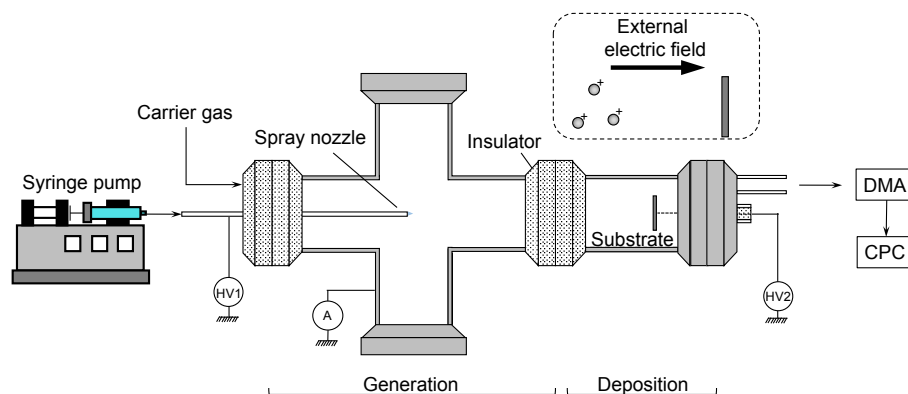 External
electric field
+
+
+
Carrier gas
Spray nozzle
Insulator
Syringe pump
DMA
Substrate
CPC
HV1
A
HV2
Generation
Deposition